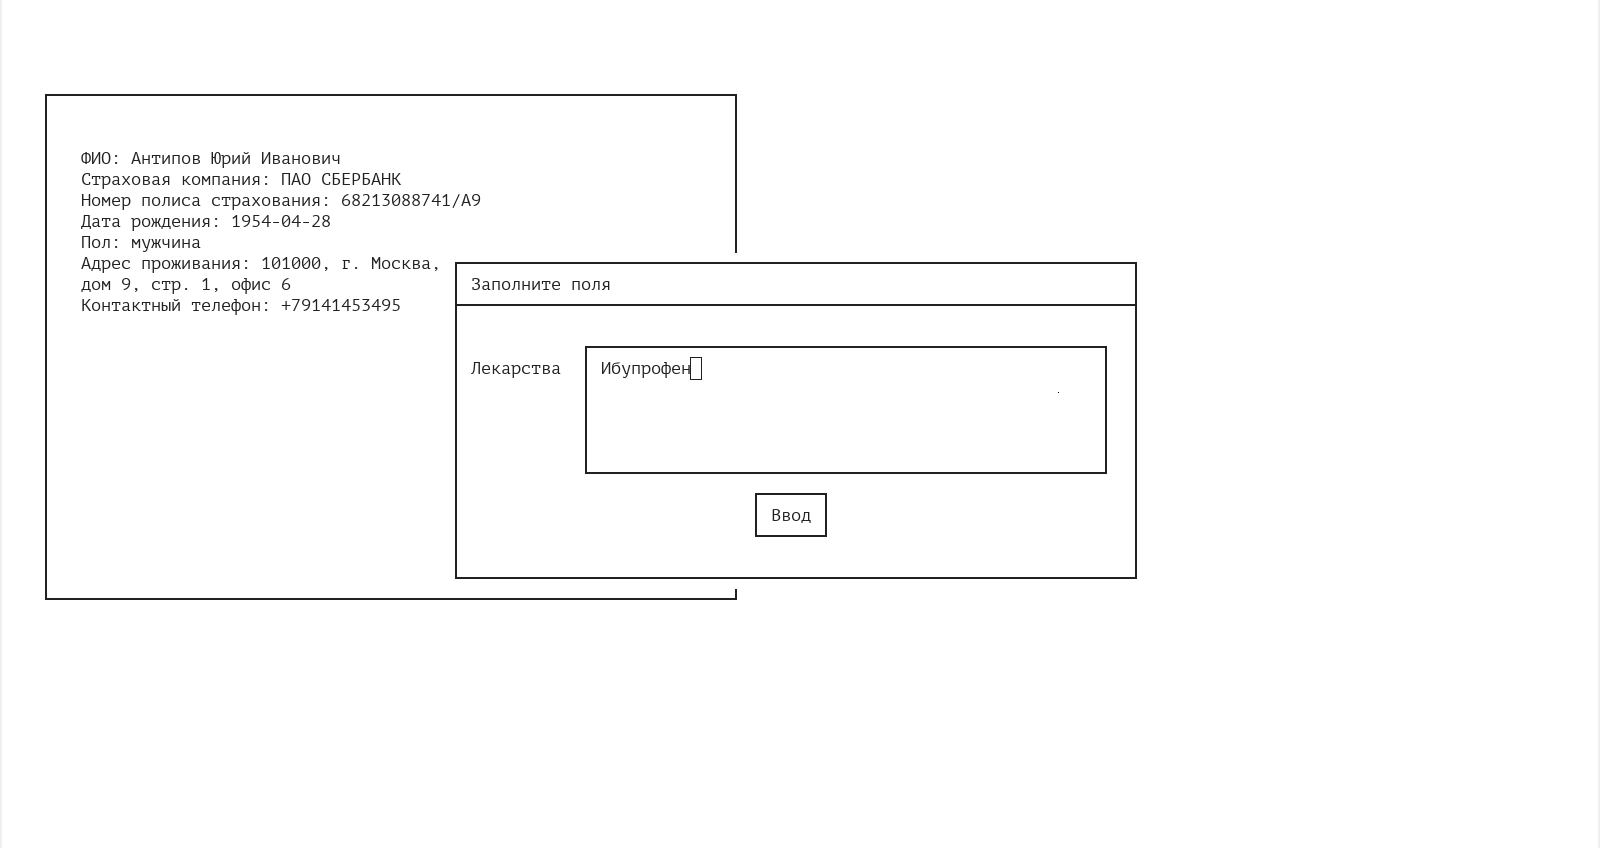 ФИО: Антипов Юрий Иванович
Страховая компания: ПАО СБЕРБАНК
Номер полиса страхования: 68213088741/A9
Дата рождения: 1954-04-28
Пол: мужчина
Адрес проживания: 101000, г. Москва,
дом 9, стр. 1, офис 6
Контактный телефон: +79141453495
Заполните поля
Лекарства
Ибупрофен
Ввод